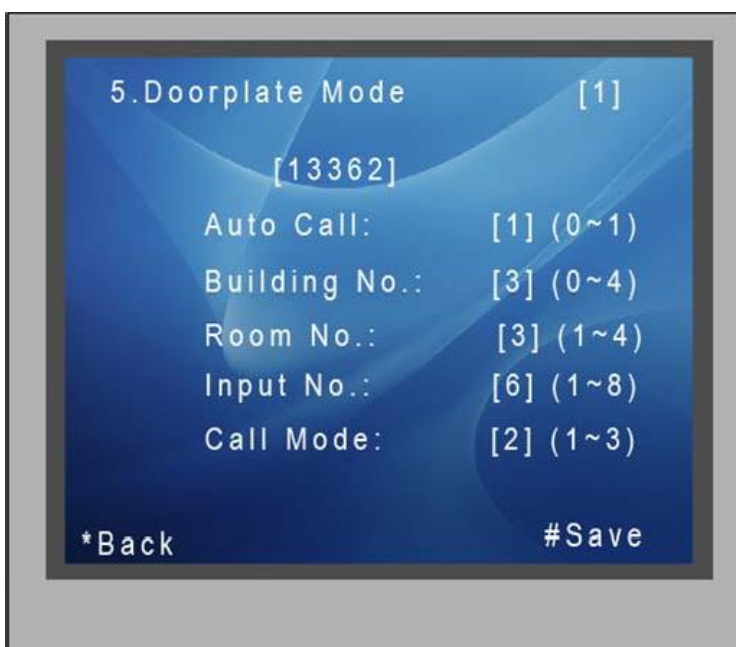 5.Doorplate Mode [1]
[13362]
Auto Call: [1] (0~1)
Building No.: [3] (0~4)
Room No.: [3] (1~4)
Input No.: [6] (1~8)
Call Mode: [2] (1~3)
*Back #Save